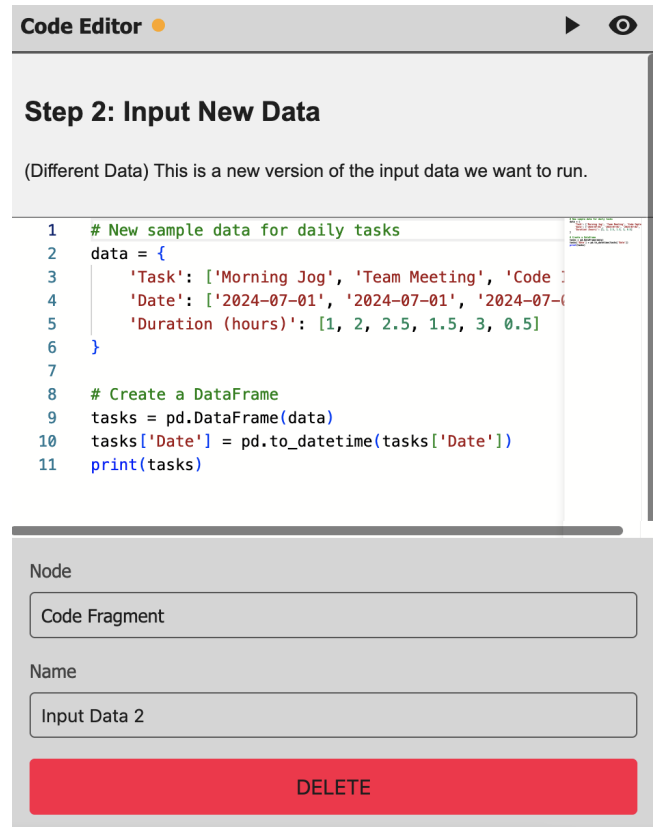 Code Editor
Step 2: Input New Data
(Different Data) This is a new version of the input data we want to run.
1 # New sample data for daily tasks
2 data = {
3 'Task': ['Morning Jog', 'Team Meeting', 'Code
4 'Date': ['2024-07-01', '2024-07-01', '2024-07-
5 'Duration (hours)': [1, 2, 2.5, 1.5, 3, 0.5]
6 }
7
8 # Create a DataFrame
9 tasks = pd.DataFrame(data)
10 tasks['Date'] = pd.to_datetime(tasks['Date'])
11 print(tasks)
Node
Code Fragment
Name
Input Data 2
DELETE